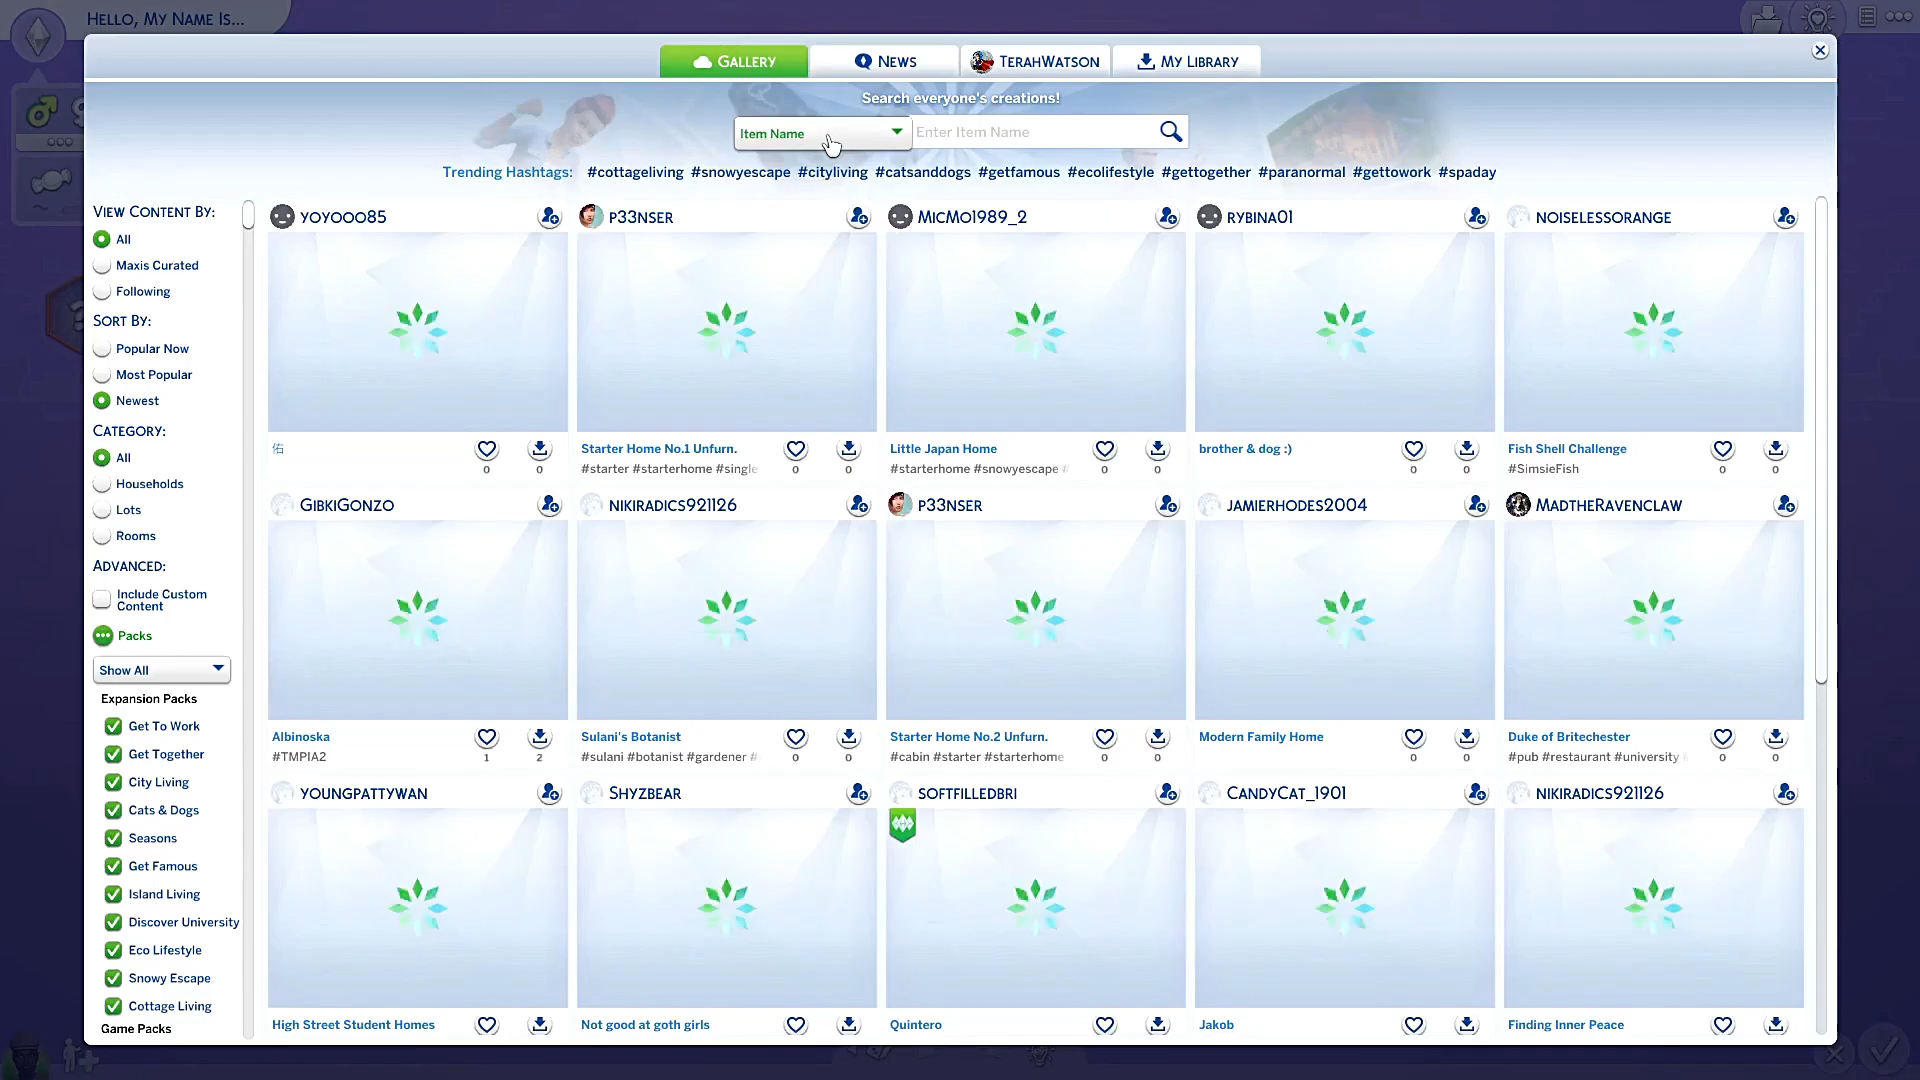 Hello, My Name Is...
Gallery
News
TerahWatson
My Library
Search everyone's creations!
Item Name
Enter Item Name
Trending Hashtags: #cottageliving #snowyescape #cityliving #catsanddogs #getfamous #ecolifestyle #gettogether #paranormal #gettowork #spaday
View Content By:
All
Maxis Curated
Following
Sort By:
Popular Now
Most Popular
Newest
Category:
All
Households
Lots
Rooms
Advanced:
Include Custom
Content
Packs
Show All
Expansion Packs
Get To Work
Get Together
City Living
Cats & Dogs
Seasons
Get Famous
Island Living
Discover University
Eco Lifestyle
Snowy Escape
Cottage Living
Game Packs
yoyooo85
p33nser
MicMo1989_2
rybina01
noiselessorange
佑
0 0
Starter Home No.1 Unfurn.
#starter #starterhome #single
0 0
Little Japan Home
#starterhome #snowyescape #
0 0
brother & dog :)
0 0
Fish Shell Challenge
#SimsieFish
0 0
GibkiGonzo
nikiradics921126
p33nser
jamierhodes2004
MadtheRavenclaw
Albinoska
#TMPIA2
1 2
Sulani's Botanist
#sulani #botanist #gardener #
0 0
Starter Home No.2 Unfurn.
#cabin #starter #starterhome
0 0
Modern Family Home
0 0
Duke of Britechester
#pub #restaurant #university
0 0
youngpattywan
Shyzbear
softfilledbri
CandyCat_1901
nikiradics921126
High Street Student Homes
Not good at goth girls
Quintero
Jakob
Finding Inner Peace